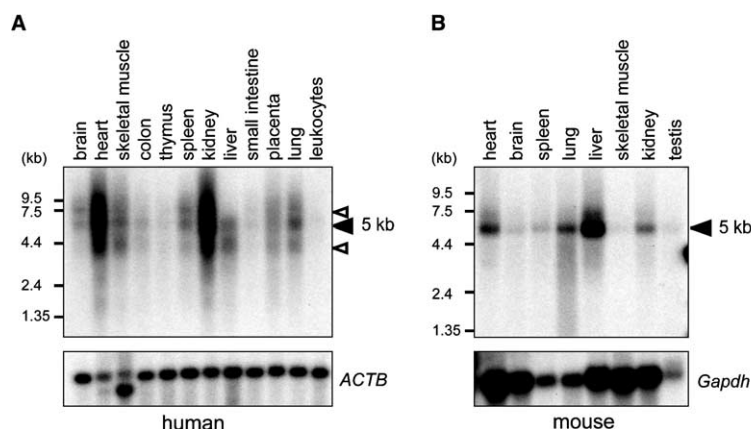 A
brain
heart
skeletal muscle
colon
thymus
spleen
kidney
liver
small intestine
placenta
lung
leukocytes
(kb)
9.5
7.5
4.4
2.4
1.35
5 kb
ACTB
human
B
heart
brain
spleen
lung
liver
skeletal muscle
kidney
testis
(kb)
9.5
7.5
4.4
2.4
1.35
5 kb
Gapdh
mouse